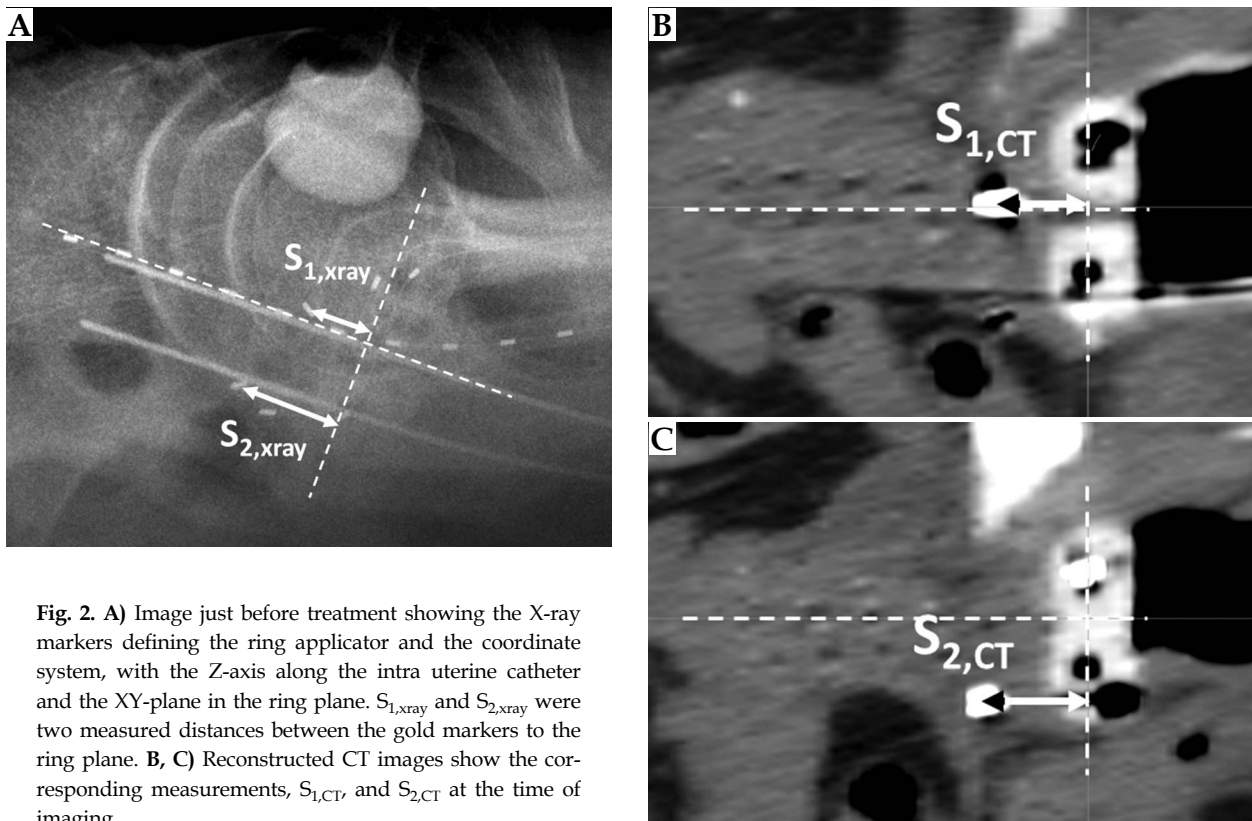 A
S1,xray
S2,xray
B
S1,CT
C
S2,CT
Fig. 2. A) Image just before treatment showing the X-ray
markers defining the ring applicator and the coordinate
system, with the Z-axis along the intra uterine catheter
and the XY-plane in the ring plane. S1,xray and S2,xray were
two measured distances between the gold markers to the
ring plane. B, C) Reconstructed CT images show the cor-
responding measurements, S1,CT, and S2,CT at the time of
imaging